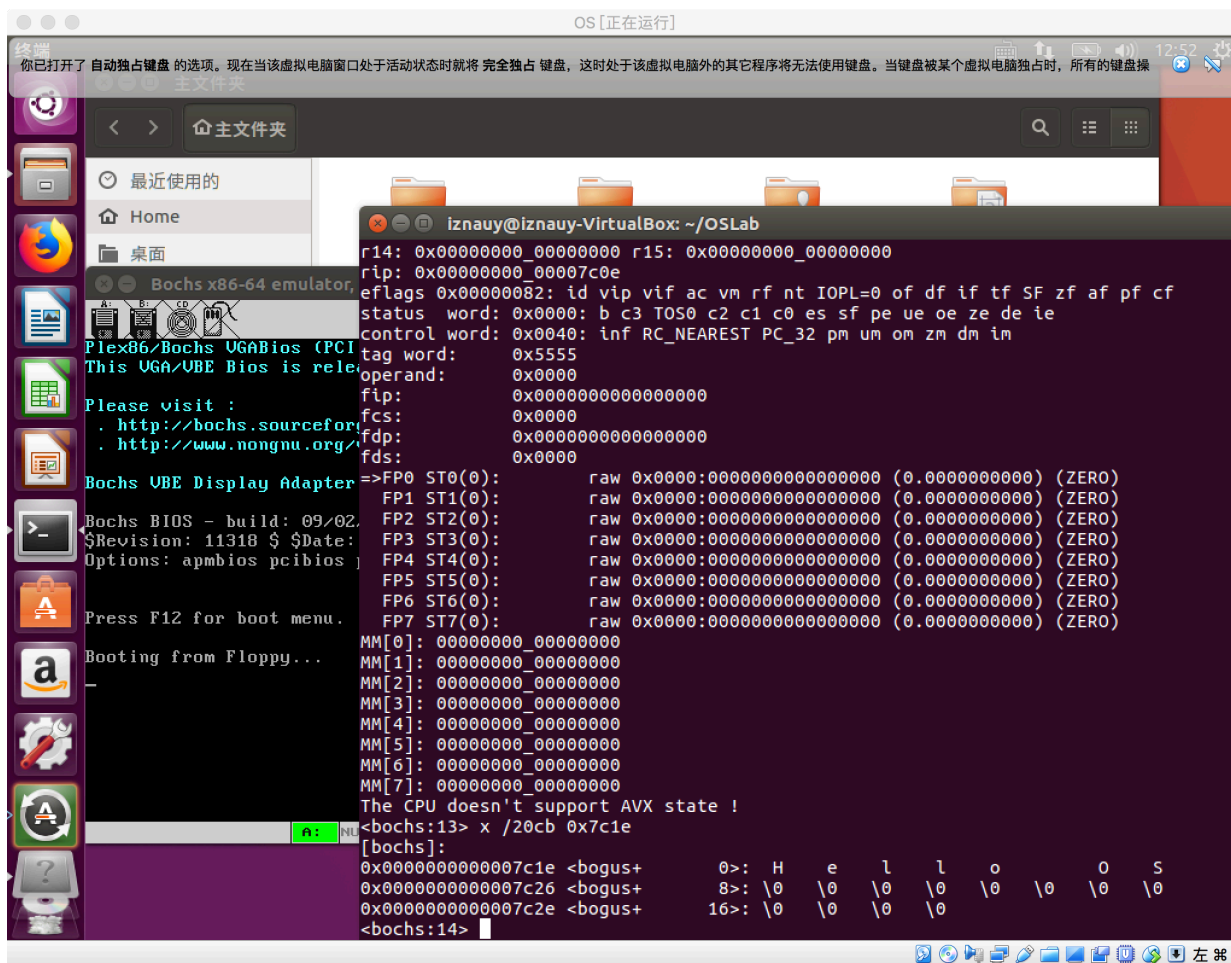 OS [正在运行]
终端
12:52
你已打开了 自动独占键盘 的选项。现在当该虚拟电脑窗口处于活动状态时就将 完全独占 键盘，这时处于该虚拟电脑外的其它程序将无法使用键盘。当键盘被某个虚拟电脑独占时，所有的键盘操
主文件夹
主文件夹
最近使用的
Home
桌面
Bochs x86-64 emulator,
A: B: CD
Plex86/Bochs VGABios (PCI
This VGA/VBE Bios is rele
Please visit :
. http://bochs.sourceforg
. http://www.nongnu.org/
Bochs VBE Display Adapter
Bochs BIOS - build: 09/02
$Revision: 11318 $ $Date:
Options: apmbios pcibios
Press F12 for boot menu.
Booting from Floppy...
_
A: NU
iznauy@iznauy-VirtualBox: ~/OSLab
r14: 0x00000000_00000000 r15: 0x00000000_00000000
rip: 0x00000000_00007c0e
eflags 0x00000082: id vip vif ac vm rf nt IOPL=0 of df if tf SF zf af pf cf
status word: 0x0000: b c3 TOS0 c2 c1 c0 es sf pe ue oe ze de ie
control word: 0x0040: inf RC_NEAREST PC_32 pm um om zm dm im
tag word: 0x5555
operand: 0x0000
fip: 0x0000000000000000
fcs: 0x0000
fdp: 0x0000000000000000
fds: 0x0000
=>FP0 ST0(0): raw 0x0000:0000000000000000 (0.0000000000) (ZERO)
FP1 ST1(0): raw 0x0000:0000000000000000 (0.0000000000) (ZERO)
FP2 ST2(0): raw 0x0000:0000000000000000 (0.0000000000) (ZERO)
FP3 ST3(0): raw 0x0000:0000000000000000 (0.0000000000) (ZERO)
FP4 ST4(0): raw 0x0000:0000000000000000 (0.0000000000) (ZERO)
FP5 ST5(0): raw 0x0000:0000000000000000 (0.0000000000) (ZERO)
FP6 ST6(0): raw 0x0000:0000000000000000 (0.0000000000) (ZERO)
FP7 ST7(0): raw 0x0000:0000000000000000 (0.0000000000) (ZERO)
MM[0]: 00000000_00000000
MM[1]: 00000000_00000000
MM[2]: 00000000_00000000
MM[3]: 00000000_00000000
MM[4]: 00000000_00000000
MM[5]: 00000000_00000000
MM[6]: 00000000_00000000
MM[7]: 00000000_00000000
The CPU doesn't support AVX state !
<bochs:13> x /20cb 0x7c1e
[bochs]:
0x0000000000007c1e <bogus+ 0>: H e l l o O S
0x0000000000007c26 <bogus+ 8>: \0 \0 \0 \0 \0 \0 \0 \0
0x0000000000007c2e <bogus+ 16>: \0 \0 \0 \0
<bochs:14>
左 ⌘